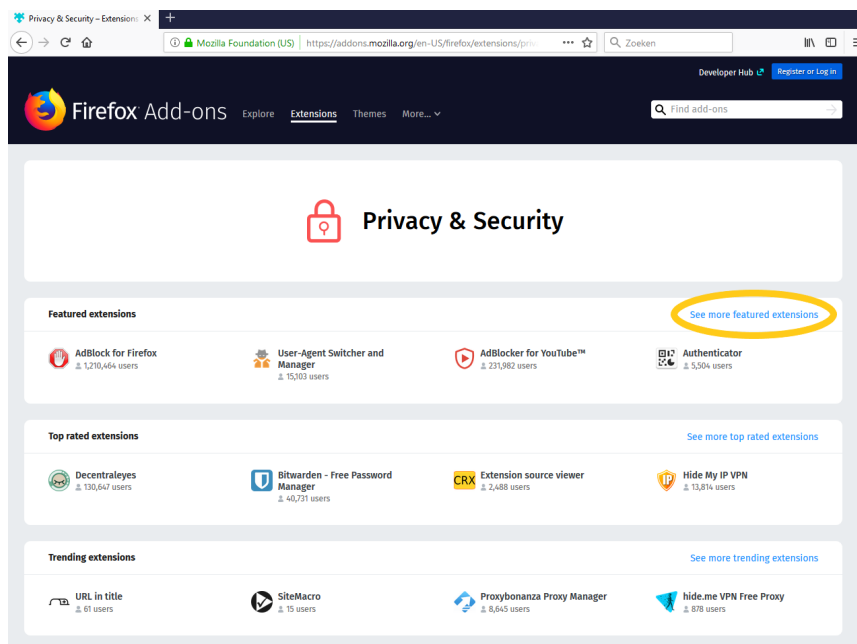 Privacy & Security – Extensions
Mozilla Foundation (US) https://addons.mozilla.org/en-US/firefox/extensions/priv
Zoeken
Developer Hub Register or Log in
Firefox Add-ons Explore Extensions Themes More...
Find add-ons
Privacy & Security
Featured extensions See more featured extensions
AdBlock for Firefox
1,210,464 users
User-Agent Switcher and
Manager
15,103 users
AdBlocker for YouTube™
231,982 users
Authenticator
5,504 users
Top rated extensions See more top rated extensions
Decentraleyes
130,647 users
Bitwarden - Free Password
Manager
40,731 users
CRX
Extension source viewer
2,488 users
IP
Hide My IP VPN
13,814 users
Trending extensions See more trending extensions
URL in title
61 users
SiteMacro
15 users
Proxybonanza Proxy Manager
8,645 users
hide.me VPN Free Proxy
878 users